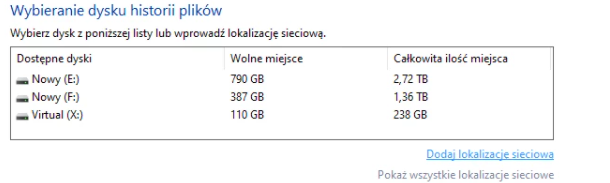 Wybieranie dysku historii plików
Wybierz dysk z poniższej listy lub wprowadź lokalizację sieciową.
Dostępne dyski Wolne miejsce Całkowita ilość miejsca
Nowy (E:) 790 GB 2,72 TB
Nowy (F:) 387 GB 1,36 TB
Virtual (X:) 110 GB 238 GB
Dodaj lokalizację sieciową
Pokaż wszystkie lokalizacje sieciowe